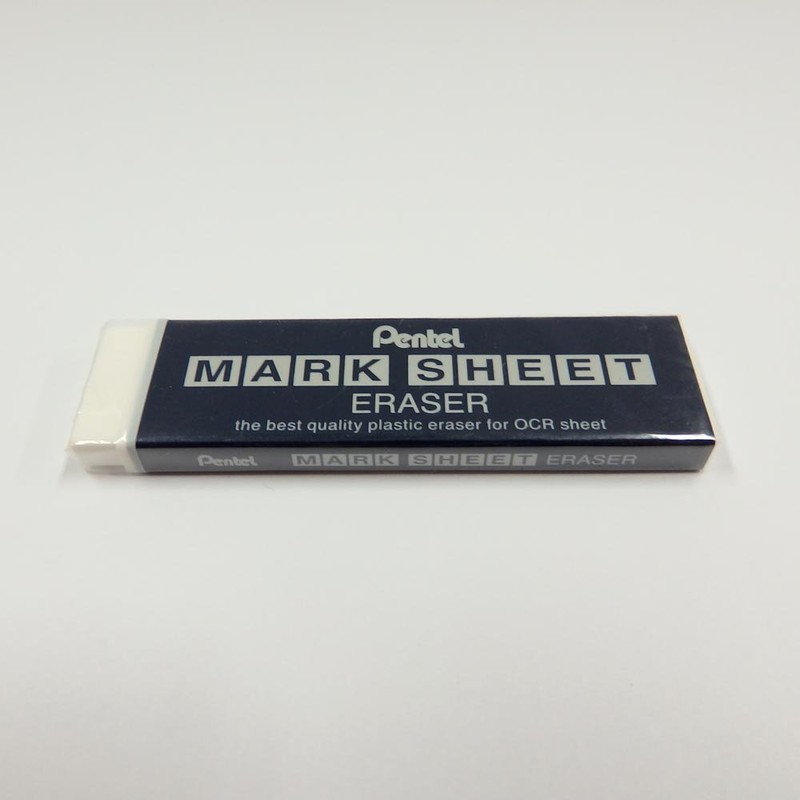 Pentel
MARK SHEET
ERASER
the best quality plastic eraser for OCR sheet
Pentel MARK SHEET ERASER